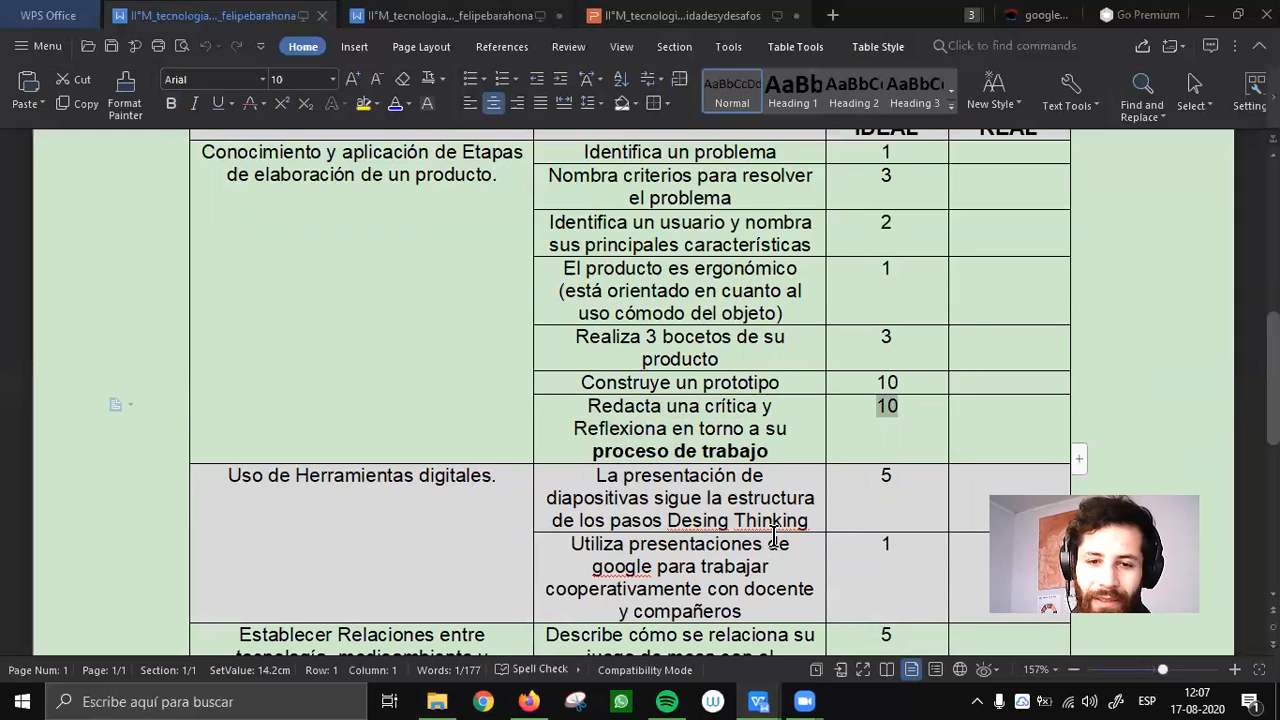 WPS Office
II°M_tecnologia..._felipebarahona
II°M_tecnologia..._felipebarahona
II°M_tecnologi...idadesydesafos
3
google...
Go Premium
Menu
Home
Insert
Page Layout
References
Review
View
Section
Tools
Table Tools
Table Style
Click to find commands
Paste
Cut
Copy
Format
Painter
Arial
10
AaBbCcDd
Normal
AaBb
Heading 1
AaBbC
Heading 2
AaBbC
Heading 3
New Style
Text Tools
Find and
Replace
Select
Setting
IDEAL
REAL
Conocimiento y aplicación de Etapas
de elaboración de un producto.
Identifica un problema
1
Nombra criterios para resolver
el problema
3
Identifica un usuario y nombra
sus principales características
2
El producto es ergonómico
(está orientado en cuanto al
uso cómodo del objeto)
1
Realiza 3 bocetos de su
producto
3
Construye un prototipo
10
Redacta una crítica y
Reflexiona en torno a su
proceso de trabajo
10
Uso de Herramientas digitales.
La presentación de
diapositivas sigue la estructura
de los pasos Desing Thinking
5
Utiliza presentaciones de
google para trabajar
cooperativamente con docente
y compañeros
1
Establecer Relaciones entre
tecnología, medioambiente y
Describe cómo se relaciona su
juego de mesa con el
5
Page Num: 1
Page: 1/1
Section: 1/1
SetValue: 14.2cm
Row: 1
Column: 1
Words: 1/177
Spell Check
Compatibility Mode
157%
Escribe aquí para buscar
ESP
12:07
17-08-2020
1